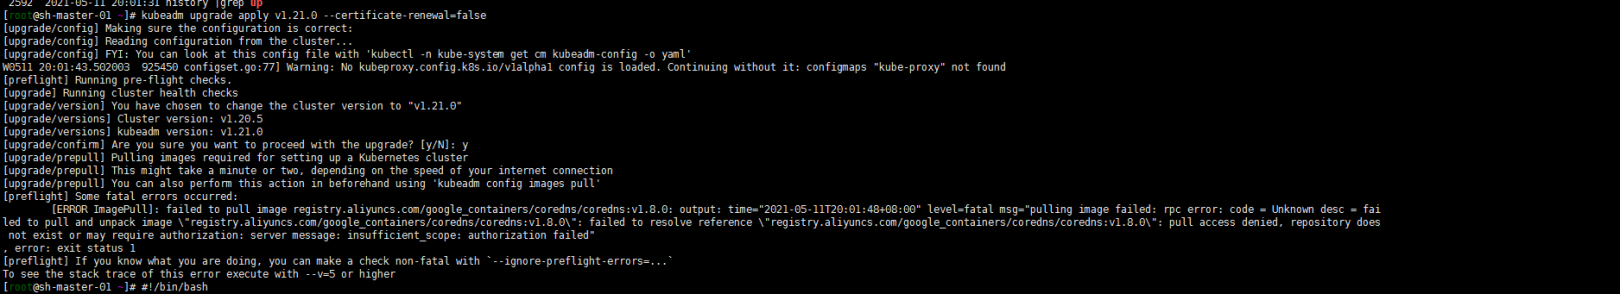 2592  2021-05-11 20:01:31 history |grep up
[root@sh-master-01 ~]# kubeadm upgrade apply v1.21.0 --certificate-renewal=false
[upgrade/config] Making sure the configuration is correct:
[upgrade/config] Reading configuration from the cluster...
[upgrade/config] FYI: You can look at this config file with 'kubectl -n kube-system get cm kubeadm-config -o yaml'
W0511 20:01:43.502003  925450 configset.go:77] Warning: No kubeproxy.config.k8s.io/v1alpha1 config is loaded. Continuing without it: configmaps "kube-proxy" not found
[preflight] Running pre-flight checks.
[upgrade] Running cluster health checks
[upgrade/version] You have chosen to change the cluster version to "v1.21.0"
[upgrade/versions] Cluster version: v1.20.5
[upgrade/versions] kubeadm version: v1.21.0
[upgrade/confirm] Are you sure you want to proceed with the upgrade? [y/N]: y
[upgrade/prepull] Pulling images required for setting up a Kubernetes cluster
[upgrade/prepull] This might take a minute or two, depending on the speed of your internet connection
[upgrade/prepull] You can also perform this action in beforehand using 'kubeadm config images pull'
[preflight] Some fatal errors occurred:
[ERROR ImagePull]: failed to pull image registry.aliyuncs.com/google_containers/coredns/coredns:v1.8.0: output: time="2021-05-11T20:01:48+08:00" level=fatal msg="pulling image failed: rpc error: code = Unknown desc = fai
led to pull and unpack image \"registry.aliyuncs.com/google_containers/coredns/coredns:v1.8.0\": failed to resolve reference \"registry.aliyuncs.com/google_containers/coredns/coredns:v1.8.0\": pull access denied, repository does
not exist or may require authorization: server message: insufficient_scope: authorization failed"
, error: exit status 1
[preflight] If you know what you are doing, you can make a check non-fatal with `--ignore-preflight-errors=...`
To see the stack trace of this error execute with --v=5 or higher
[root@sh-master-01 ~]# #!/bin/bash